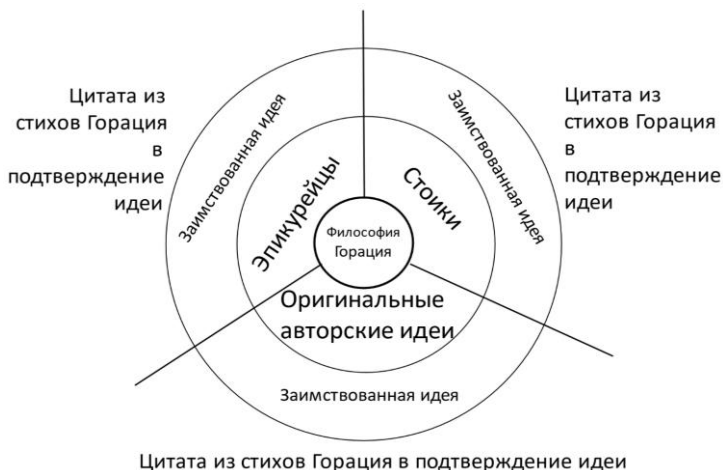 Цитата из
стихов Горация
в
подтверждение
идеи
Заимствованная идея
Эпикурейцы
Философия
Горация
Стоики
Заимствованная идея
Цитата из
стихов Горация
в
подтверждение
идеи
Оригинальные
авторские идеи
Заимствованная идея
Цитата из стихов Горация в подтверждение идеи